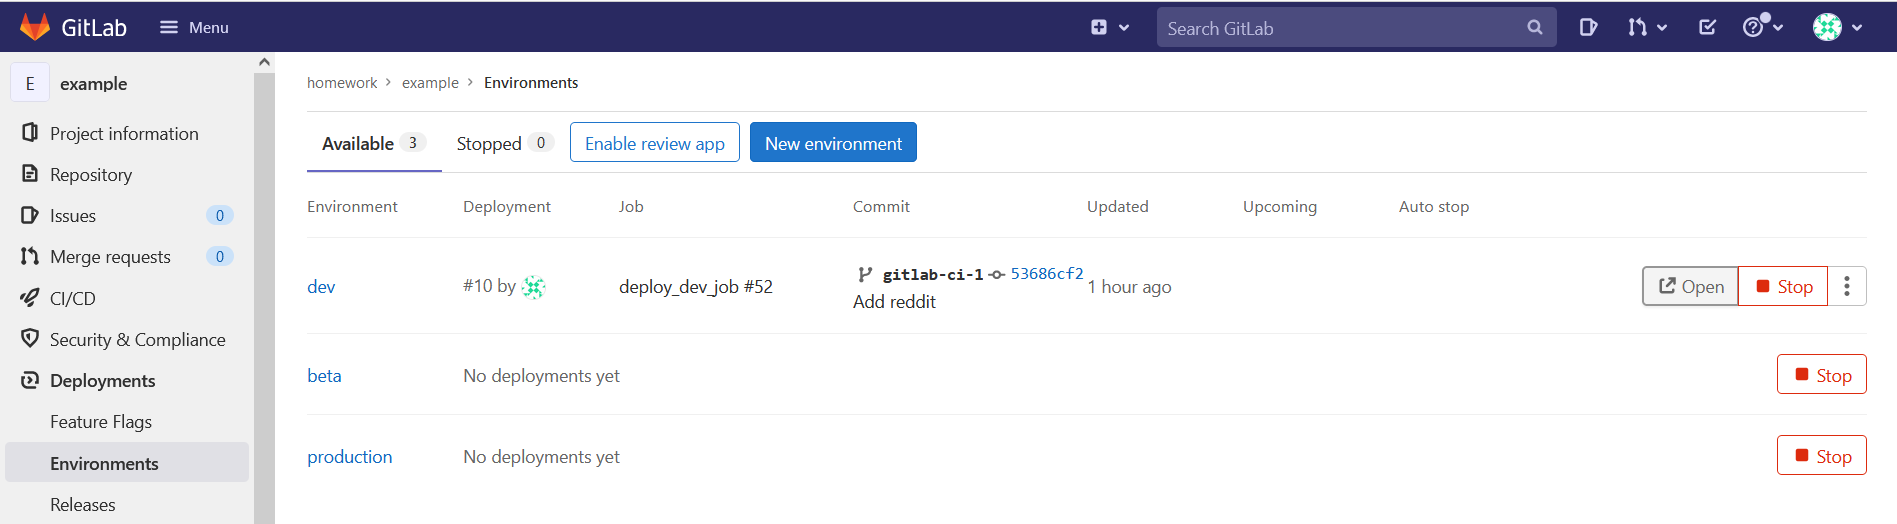 GitLab Menu Search GitLab
E example
Project information
Repository
Issues 0
Merge requests 0
CI/CD
Security & Compliance
Deployments
Feature Flags
Environments
Releases
homework > example > Environments
Available 3 Stopped 0 Enable review app New environment
Environment Deployment Job Commit Updated Upcoming Auto stop
dev #10 by deploy_dev_job #52 gitlab-ci-1 53686cf2 1 hour ago Open Stop
Add reddit
beta No deployments yet Stop
production No deployments yet Stop